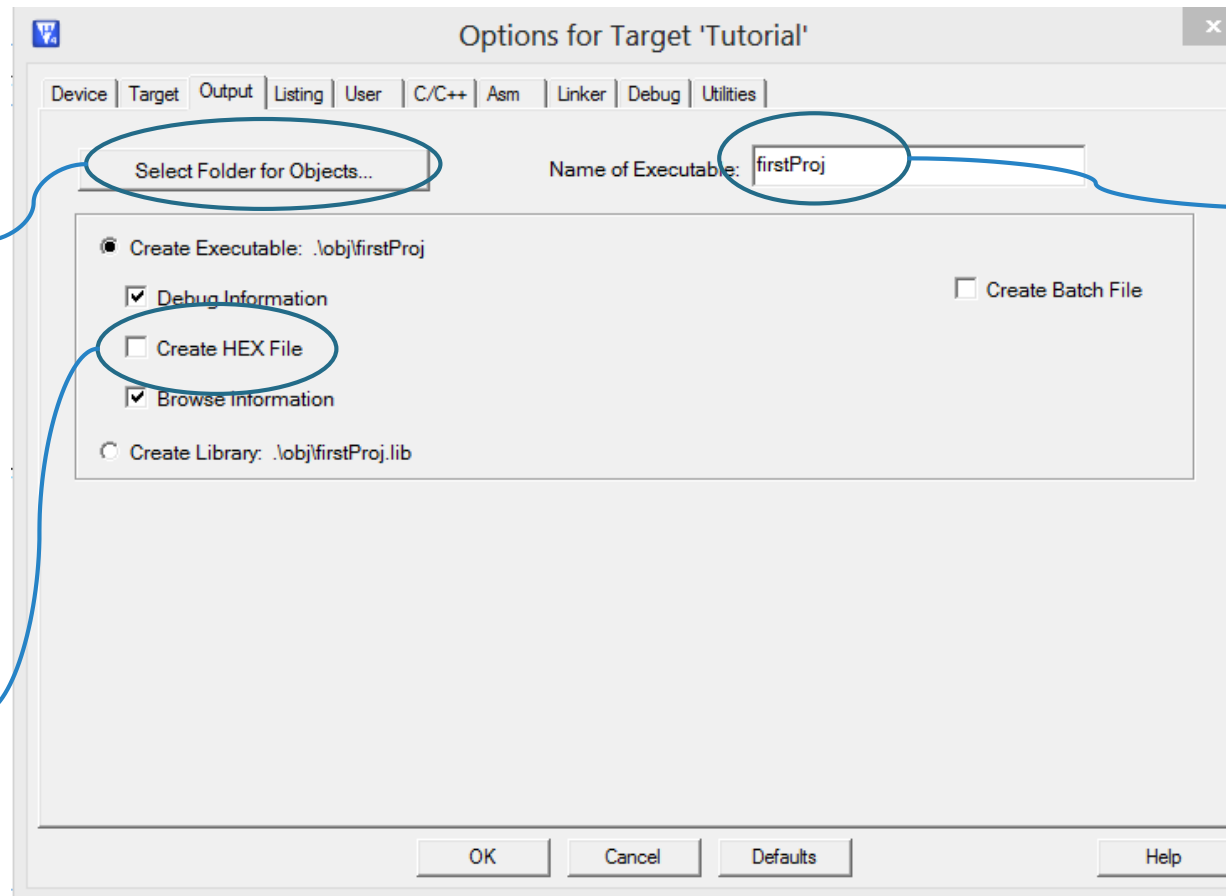 Options for Target 'Tutorial'
Device Target Output Listing User C/C++ Asm Linker Debug Utilities
Select Folder for Objects... Name of Executable: firstProj
Create Executable: .\obj\firstProj
Debug Information Create Batch File
Create HEX File
Browse Information
Create Library: .\obj\firstProj.lib
OK Cancel Defaults Help